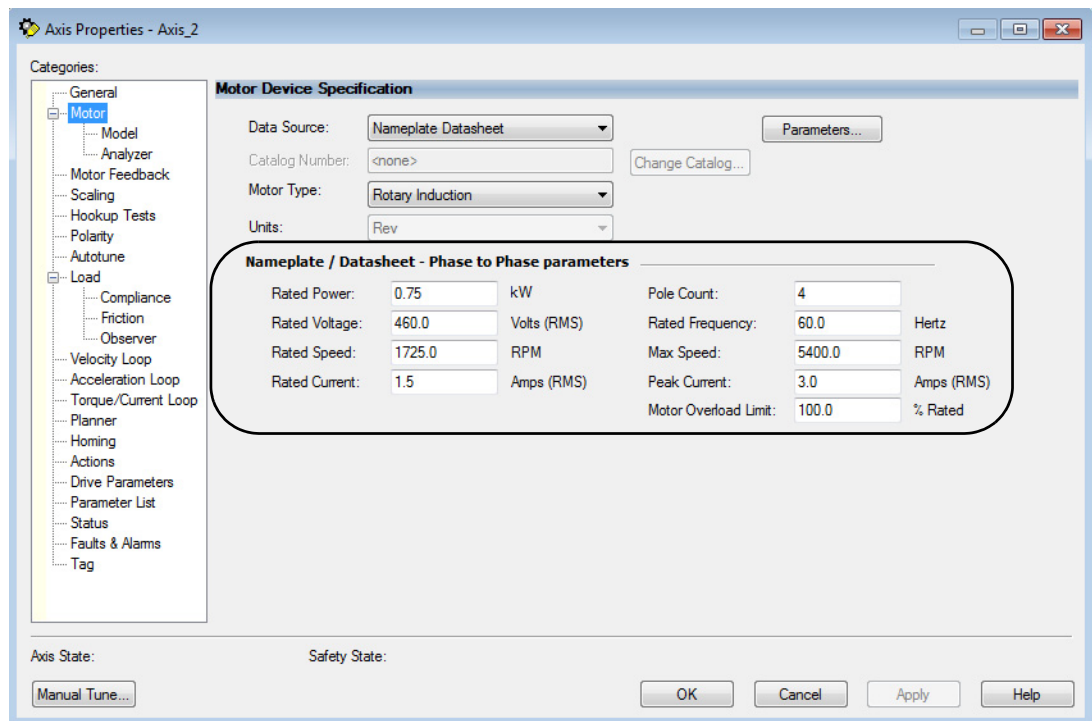 Axis Properties - Axis_2
Categories:
General
Motor
Model
Analyzer
Motor Feedback
Scaling
Hookup Tests
Polarity
Autotune
Load
Compliance
Friction
Observer
Velocity Loop
Acceleration Loop
Torque/Current Loop
Planner
Homing
Actions
Drive Parameters
Parameter List
Status
Faults & Alarms
Tag
Motor Device Specification
Data Source: Nameplate Datasheet Parameters...
Catalog Number: <none> Change Catalog...
Motor Type: Rotary Induction
Units: Rev
Nameplate / Datasheet - Phase to Phase parameters
Rated Power: 0.75 kW Pole Count: 4
Rated Voltage: 460.0 Volts (RMS) Rated Frequency: 60.0 Hertz
Rated Speed: 1725.0 RPM Max Speed: 5400.0 RPM
Rated Current: 1.5 Amps (RMS) Peak Current: 3.0 Amps (RMS)
Motor Overload Limit: 100.0 % Rated
Axis State: Safety State:
Manual Tune... OK Cancel Apply Help